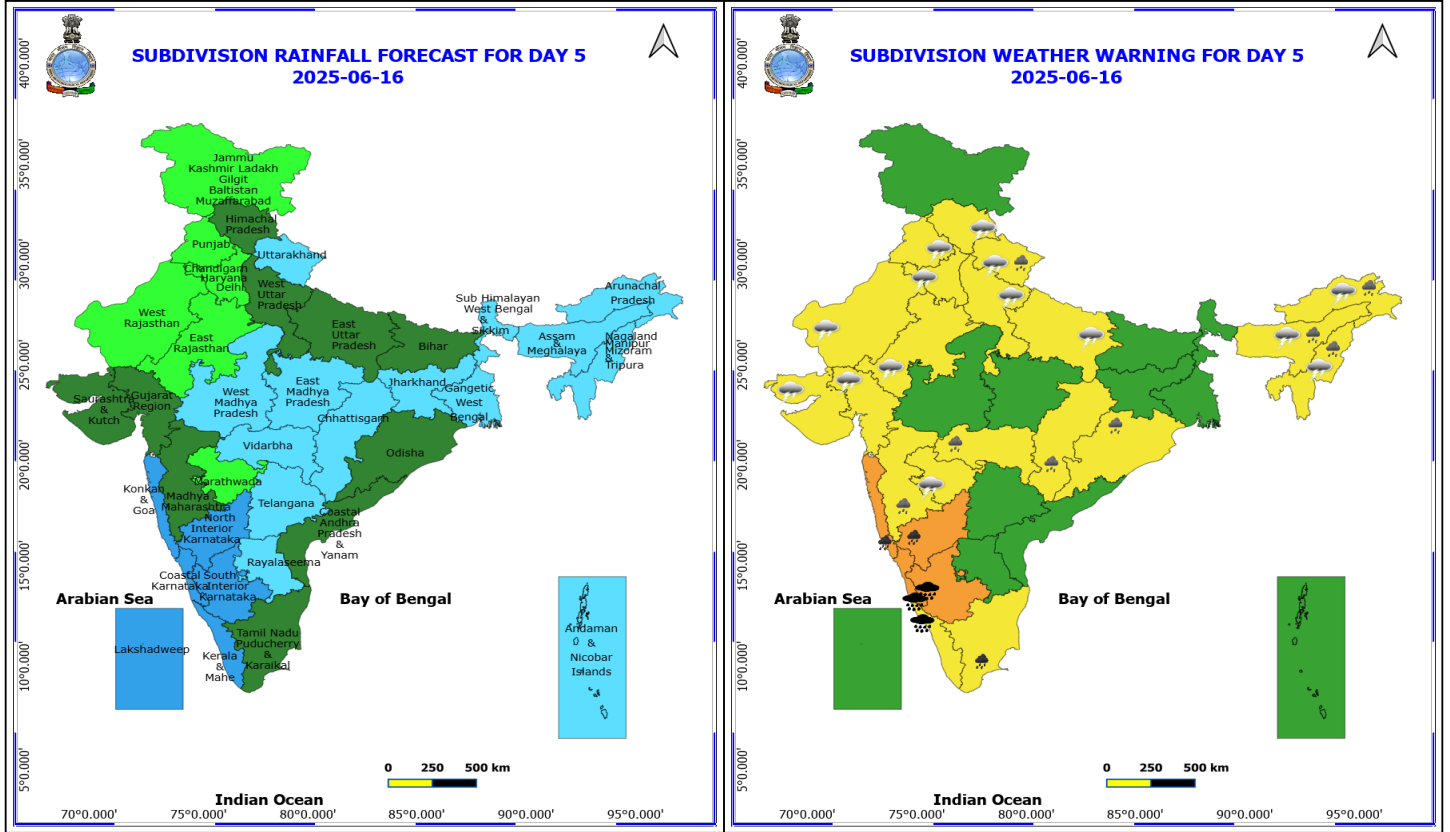 SUBDIVISION RAINFALL FORECAST FOR DAY 5
2025-06-16
40°0.000'
35°0.000'
30°0.000'
25°0.000'
20°0.000'
15°0.000'
10°0.000'
5°0.000'
Jammu
Kashmir Ladakh
Gilgit
Baltistan
Muzaffarabad
Himachal
Pradesh
Punjab
Uttarakhand
Chandigarh
Haryana
Delhi
West
Uttar
Pradesh
West
Rajasthan
East
Rajasthan
East
Uttar
Pradesh
Bihar
Sub Himalayan
West Bengal
&
Sikkim
Arunachal
Pradesh
Assam
&
Meghalaya
Nagaland
Manipur
Mizoram
&
Tripura
Saurashtra
&
Kutch
Gujarat
Region
West
Madhya
Pradesh
East
Madhya
Pradesh
Jharkhand
Gangetic
West
Bengal
Chhattisgarh
Vidarbha
Odisha
Marathwada
Konkan
&
Goa
Madhya
Maharashtra
Telangana
North
Interior
Karnataka
Coastal
Andhra
Pradesh
&
Yanam
Rayalaseema
Coastal
Karnataka
South
Interior
Karnataka
Arabian Sea
Bay of Bengal
Lakshadweep
Kerala
&
Mahe
Tamil Nadu
Puducherry
&
Karaikal
Andaman
&
Nicobar
Islands
0 250 500 km
Indian Ocean
70°0.000' 75°0.000' 80°0.000' 85°0.000' 90°0.000' 95°0.000'
SUBDIVISION WEATHER WARNING FOR DAY 5
2025-06-16
40°0.000'
35°0.000'
30°0.000'
25°0.000'
20°0.000'
15°0.000'
10°0.000'
5°0.000'
Arabian Sea
Bay of Bengal
0 250 500 km
Indian Ocean
70°0.000' 75°0.000' 80°0.000' 85°0.000' 90°0.000' 95°0.000'